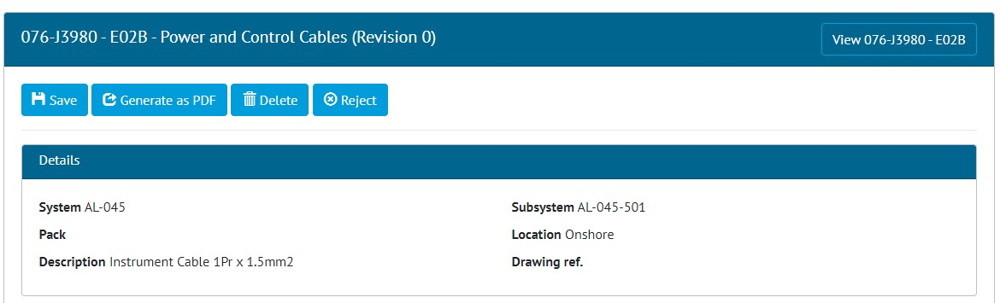 076-J3980 - E02B - Power and Control Cables (Revision 0)
View 076-J3980 - E02B
Save
Generate as PDF
Delete
Reject
Details
System AL-045
Subsystem AL-045-501
Pack
Location Onshore
Description Instrument Cable 1Pr x 1.5mm2
Drawing ref.